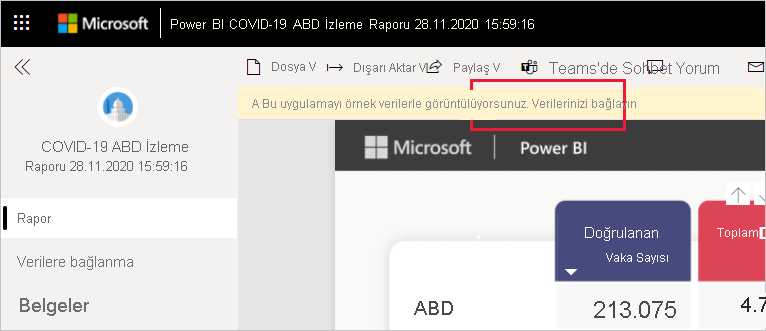 Microsoft Power BI COVID-19 ABD İzleme Raporu 28.11.2020 15:59:16
Dosya V Dışarı Aktar V Paylaş V Teams'de Sohbet Yorum
A Bu uygulamayı örnek verilerle görüntülüyorsunuz. Verilerinizi bağlayın
COVID-19 ABD İzleme
Raporu 28.11.2020 15:59:16
Rapor
Verilere bağlanma
Belgeler
Microsoft Power BI
Doğrulanan
Vaka Sayısı
Toplam
ABD 213.075 4.7